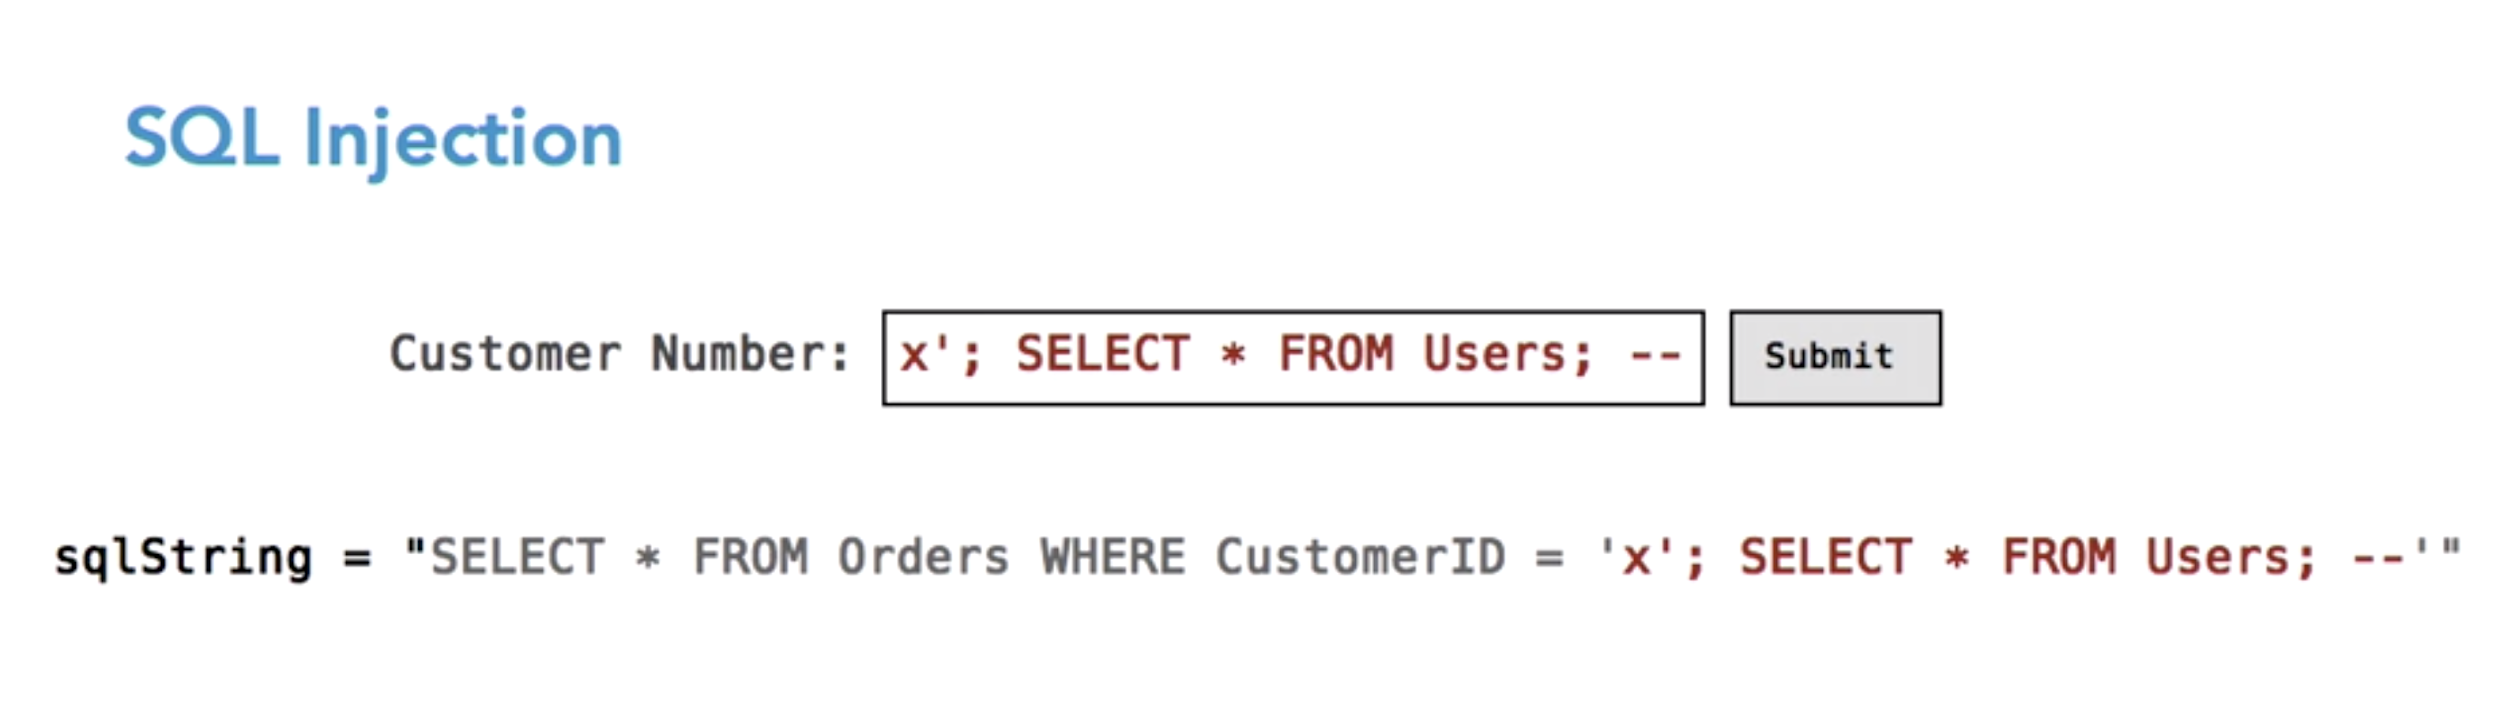 SQL Injection
Customer Number: x'; SELECT * FROM Users; -- Submit
sqlString = "SELECT * FROM Orders WHERE CustomerID = 'x'; SELECT * FROM Users; --'"